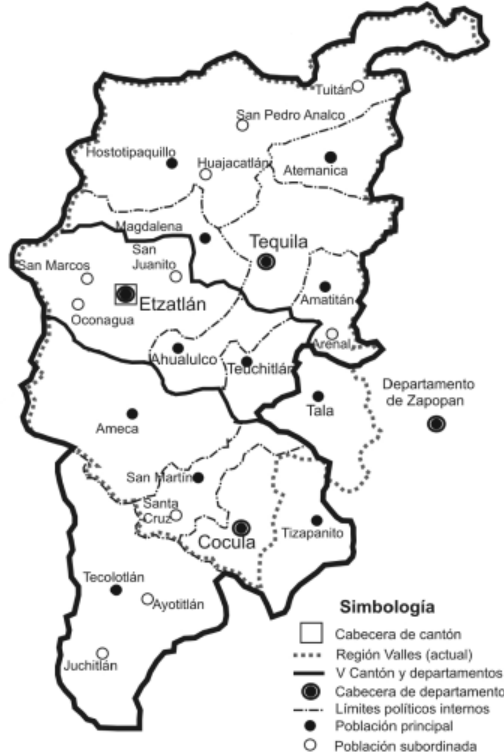 Tuitán
San Pedro Analco
Hostotipaquillo
Huajacatlán
Atemanica
Magdalena
Tequila
San
Juanito
San Marcos
Etzatlán
Amatitán
Oconagua
Arenal
Ahualulco
Teuchitlán
Departamento
de Zapopan
Tala
Ameca
San Martín
Santa
Cruz
Cocula
Tizapanito
Tecolotlán
Ayotitlán
Juchitlán
Simbología
Cabecera de cantón
Región Valles (actual)
V Cantón y departamentos
Cabecera de departamento
Límites políticos internos
Población principal
Población subordinada